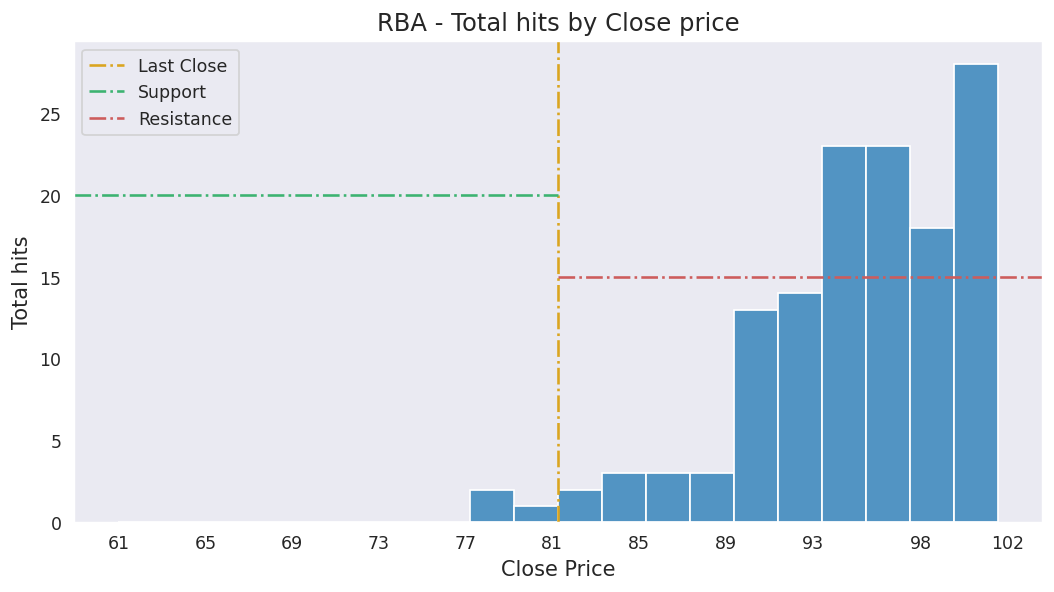 RBA - Total hits by Close price
Last Close
Support
Resistance
Total hits
25
20
15
10
5
0
61 65 69 73 77 81 85 89 93 98 102
Close Price